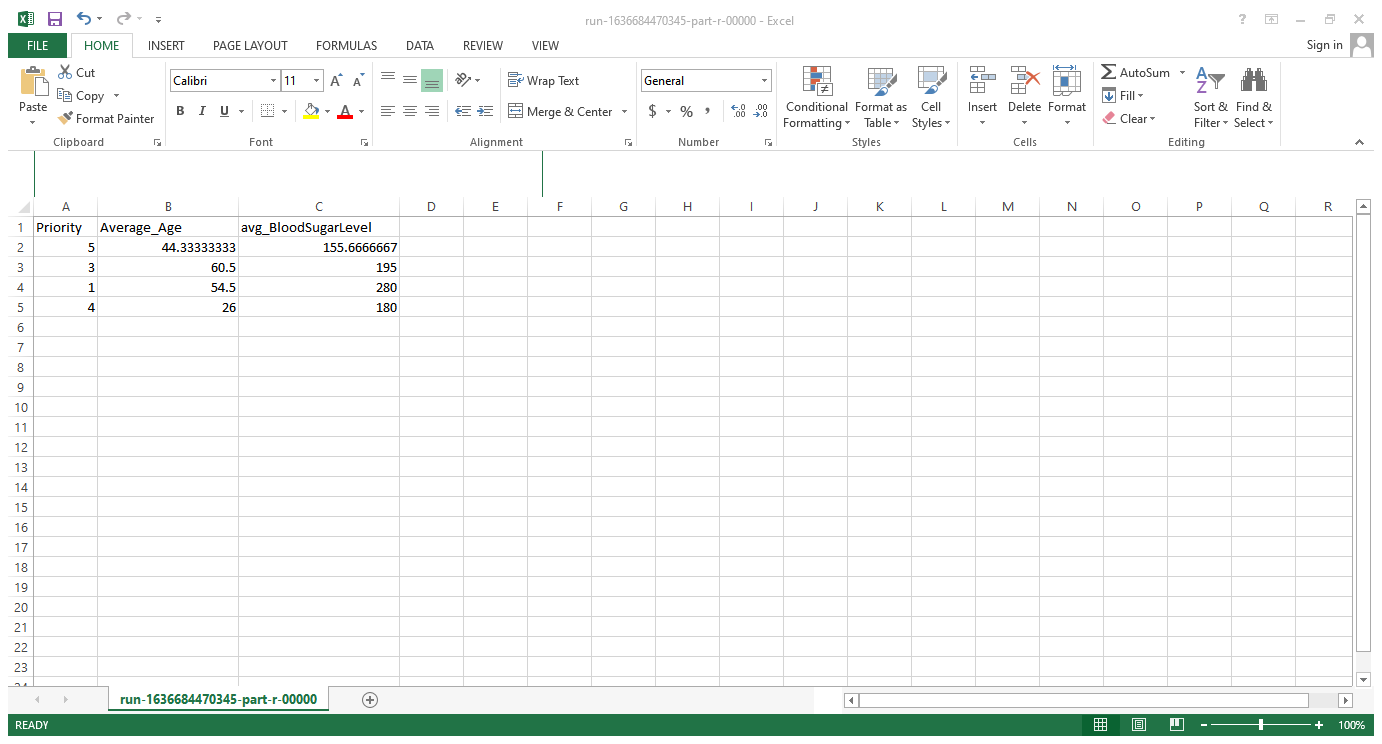 run-1636684470345-part-r-00000 - Excel
?
FILE HOME INSERT PAGE LAYOUT FORMULAS DATA REVIEW VIEW Sign in
Paste
Cut
Copy
Format Painter
Clipboard
Calibri 11 A A
B I U A
Font
Wrap Text
Merge & Center
Alignment
General
$ % ,
Number
Conditional Formatting
Format as Table
Cell Styles
Styles
Insert
Delete
Format
Cells
AutoSum
Fill
Clear
Sort & Filter
Find & Select
Editing
A B C D E F G H I J K L M N O P Q R
1 Priority Average_Age avg_BloodSugarLevel
2 5 44.33333333 155.6666667
3 3 60.5 195
4 1 54.5 280
5 4 26 180
6
7
8
9
10
11
12
13
14
15
16
17
18
19
20
21
22
23
run-1636684470345-part-r-00000
READY 100%